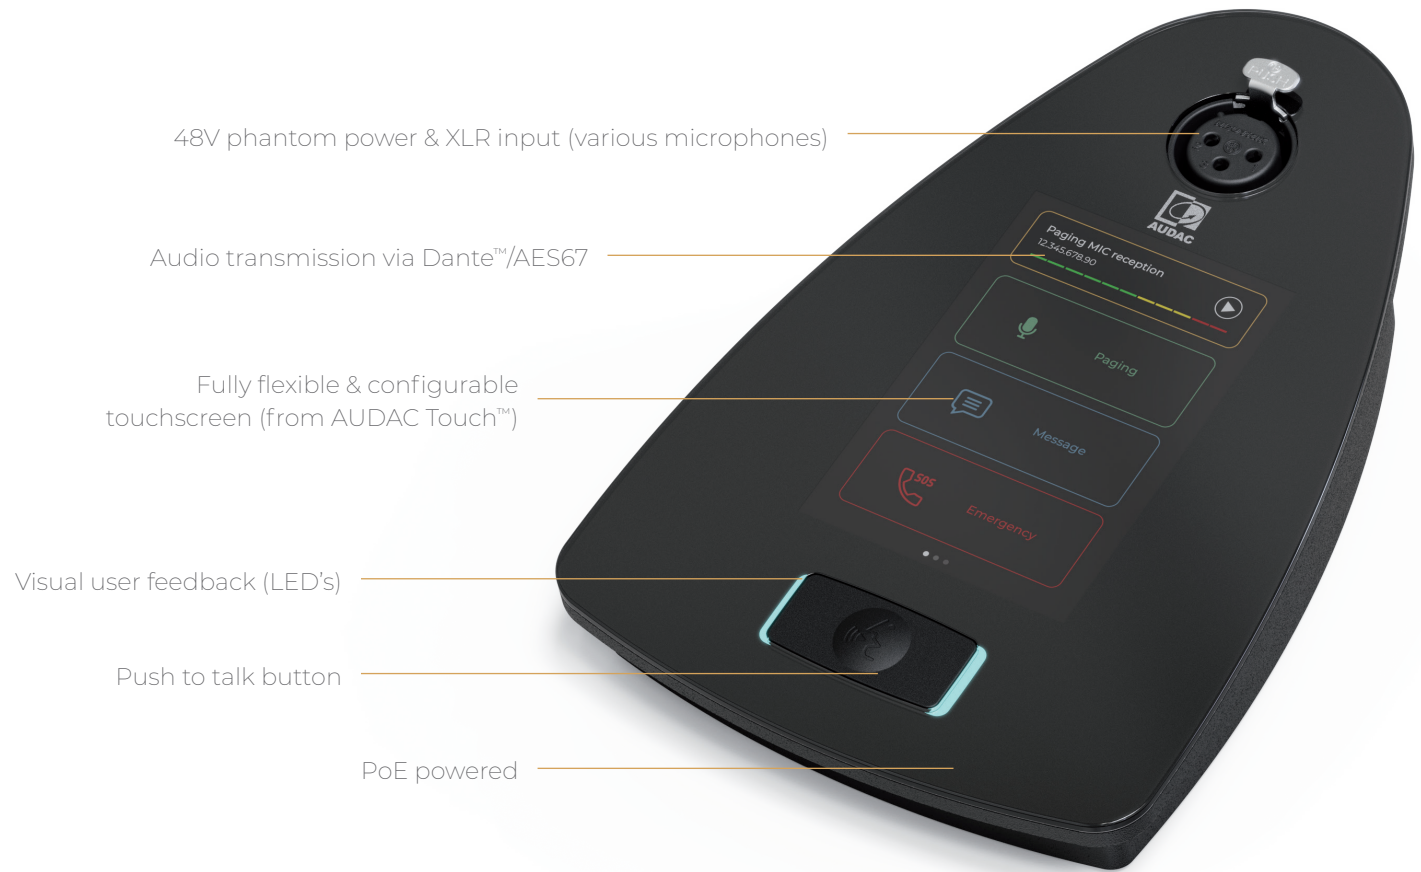 48V phantom power & XLR input (various microphones)
Audio transmission via Dante™/AES67
Fully flexible & configurable
touchscreen (from AUDAC Touch™)
Visual user feedback (LED's)
Push to talk button
PoE powered
AUDAC
Paging MIC reception
12.345.678.90
Paging
Message
SOS
Emergency